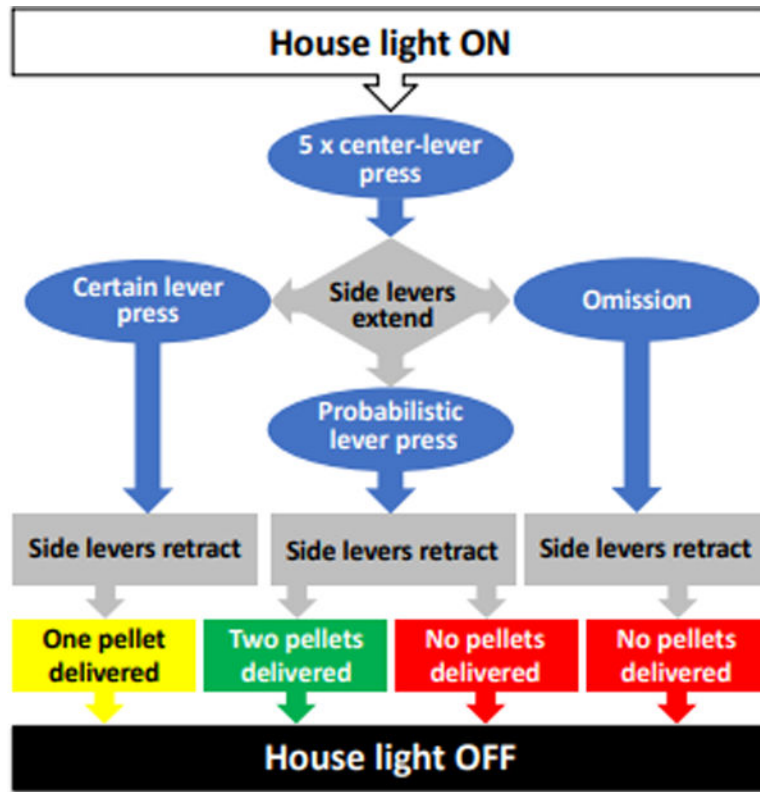 House light ON
5 x center-lever
press
Certain lever
press
Side levers
extend
Omission
Probabilistic
lever press
Side levers retract
Side levers retract
Side levers retract
One pellet
delivered
Two pellets
delivered
No pellets
delivered
No pellets
delivered
House light OFF